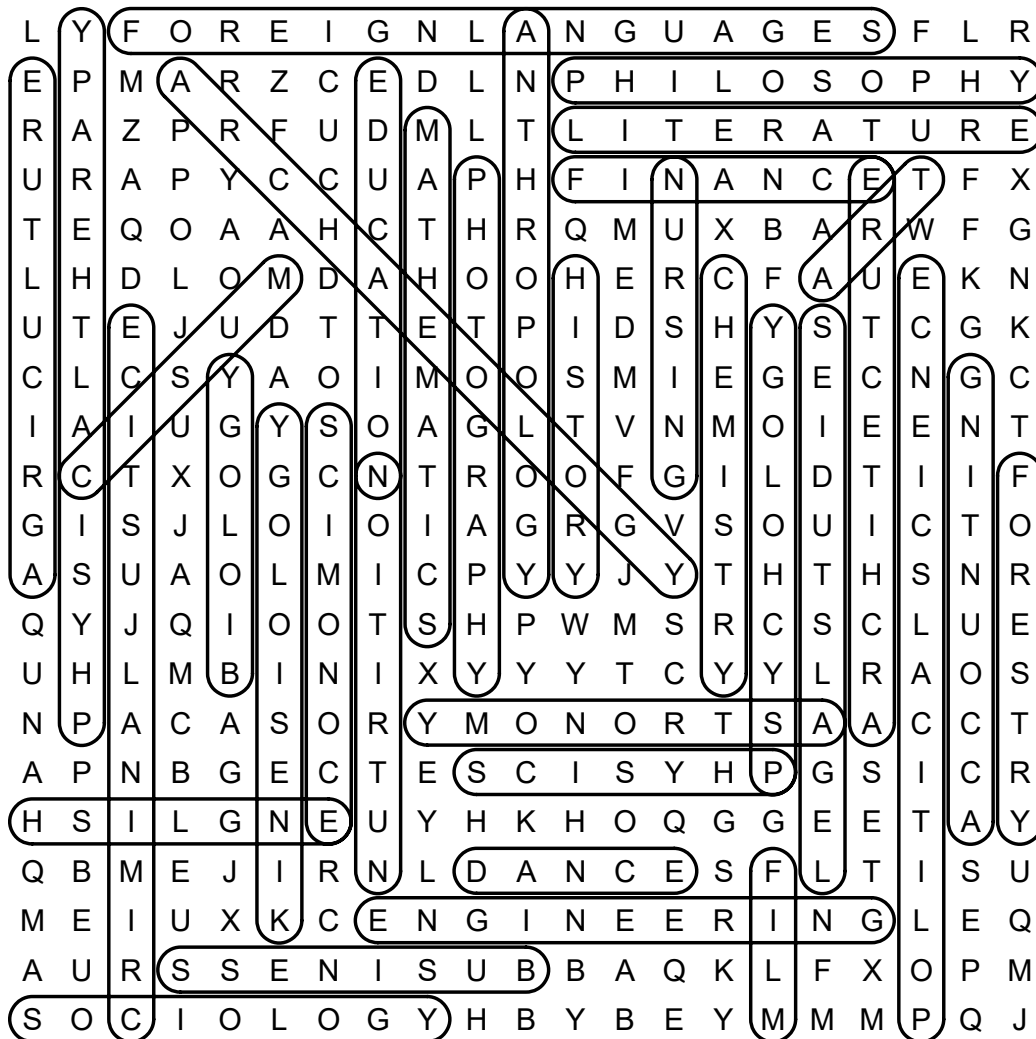 L Y F O R E I G N L A N G U A G E S F L R
E P M A R Z C E D L N P H I L O S O P H Y
R A Z P R F U D M L T L I T E R A T U R E
U R A P Y C C U A P H F I N A N C E T F X
T E Q O A A H C T H R Q M U X B A R W F G
L H D L O M D A H O O H E R C F A U E K N
U T E J U D T T E T P I D S H Y S T C G K
C L C S Y A O I M O O S M I E G E C N G C
I A I U G Y S O A G L T V N M O I E E N T
R C T X O G C N T R O O F G I L D T I I F
G I S J L O I O I A G R G V S O U I C T O
A S U A O L M I C P Y Y J Y T H T H S N R
Q Y J Q I O O T S H P W M S R C S C L U E
U H L M B I N I X Y Y Y T C Y Y L R A O S
N P A C A S O R Y M O N O R T S A A C C T
A P N B G E C T E S C I S Y H P G S I C R
H S I L G N E U Y H K H O Q G G E E T A Y
Q B M E J I R N L D A N C E S F L T I S U
M E I U X K C E N G I N E E R I N G L E Q
A U R S S E N I S U B B A Q K L F X O P M
S O C I O L O G Y H B Y B E Y M M M P Q J